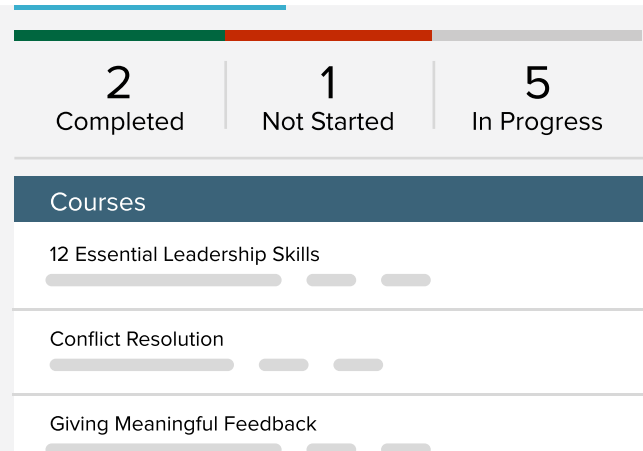 2 1 5
Completed Not Started In Progress
Courses
12 Essential Leadership Skills
Conflict Resolution
Giving Meaningful Feedback